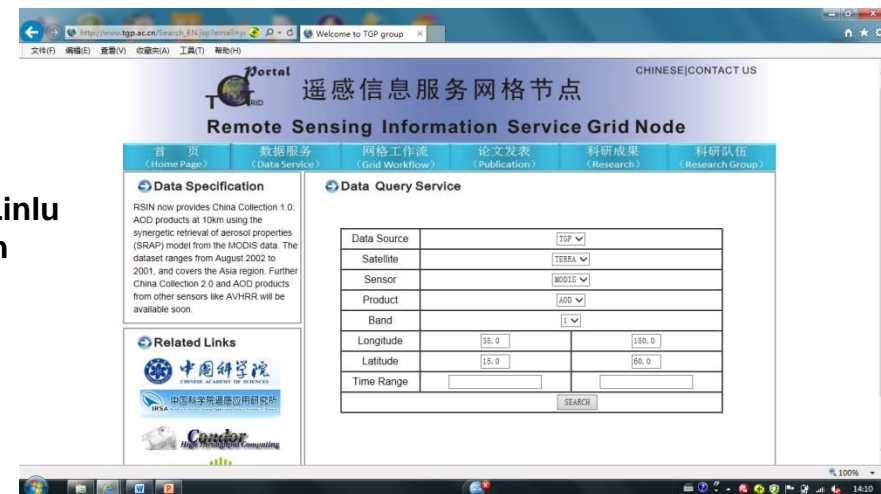 http://www.tgp.ac.cn/Search_EN.jsp?email=
Welcome to TGP group
文件(F) 编辑(E) 查看(V) 收藏夹(A) 工具(T) 帮助(H)
Portal
GRID
CHINESE|CONTACT US
遥感信息服务网格节点
Remote Sensing Information Service Grid Node
首 页 数据服务 网格工作流 论文发表 科研成果 科研队伍
(Home Page) (Data Service) (Grid Workflow) (Publication) (Research) (Research Group)
Data Specification
RSIN now provides China Collection 1.0:
AOD products at 10km using the
synergetic retrieval of aerosol properties
(SRAP) model from the MODIS data. The
dataset ranges from August 2002 to
2001, and covers the Asia region. Further
China Collection 2.0 and AOD products
from other sensors like AVHRR will be
available soon.
Data Query Service
Data Source TGP
Satellite TERRA
Sensor MODIS
Product AOD
Band 1
Longitude 35.0 150.0
Latitude 15.0 60.0
Time Range
SEARCH
Related Links
中国科学院
CHINESE ACADEMY OF SCIENCES
中国科学院遥感应用研究所
IRSA
Condor
High Throughput Computing
100%
14:10